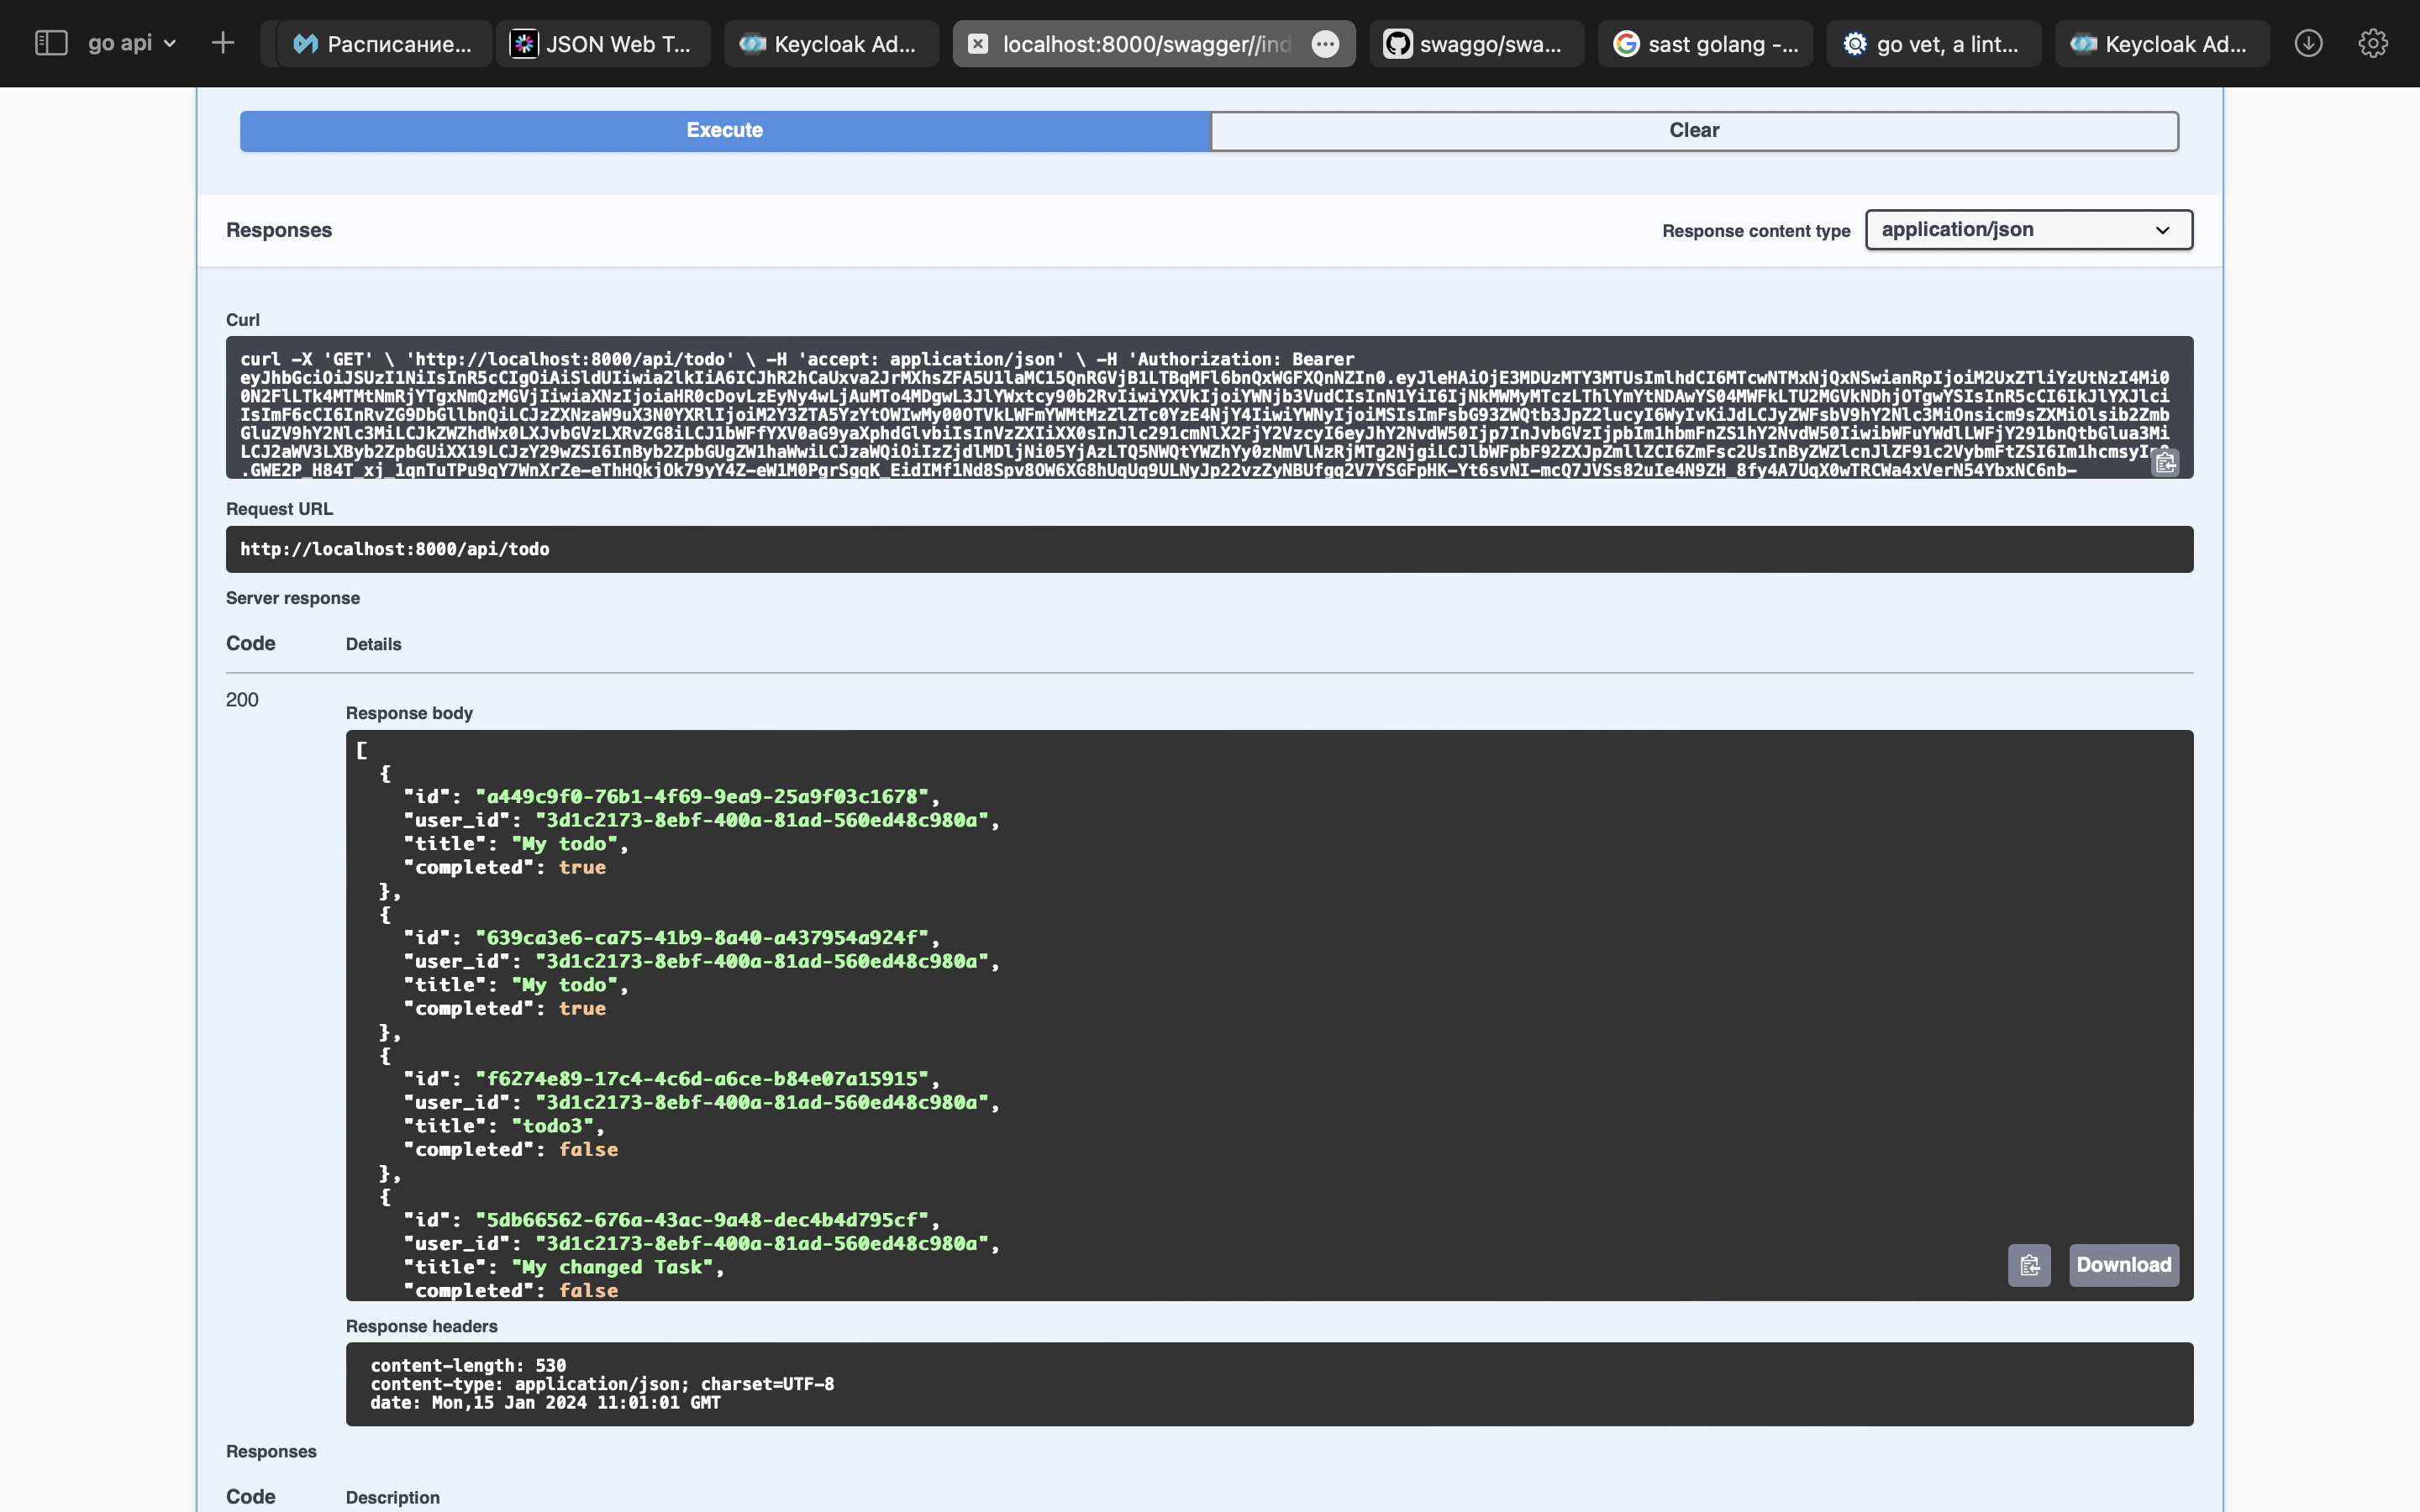 go api
Расписание...
JSON Web T...
Keycloak Ad...
localhost:8000/swagger//ind
swaggo/swa...
sast golang -...
go vet, a lint...
Keycloak Ad...
Execute
Clear
Responses
Response content type
application/json
Curl
curl -X 'GET' \ 'http://localhost:8000/api/todo' \ -H 'accept: application/json' \ -H 'Authorization: Bearer
Request URL
http://localhost:8000/api/todo
Server response
Code Details
200
Response body
[
{
"id": "a449c9f0-76b1-4f69-9ea9-25a9f03c1678",
"user_id": "3d1c2173-8ebf-400a-81ad-560ed48c980a",
"title": "My todo",
"completed": true
},
{
"id": "639ca3e6-ca75-41b9-8a40-a437954a924f",
"user_id": "3d1c2173-8ebf-400a-81ad-560ed48c980a",
"title": "My todo",
"completed": true
},
{
"id": "f6274e89-17c4-4c6d-a6ce-b84e07a15915",
"user_id": "3d1c2173-8ebf-400a-81ad-560ed48c980a",
"title": "todo3",
"completed": false
},
{
"id": "5db66562-676a-43ac-9a48-dec4b4d795cf",
"user_id": "3d1c2173-8ebf-400a-81ad-560ed48c980a",
"title": "My changed Task",
"completed": false
Download
Response headers
content-length: 530
content-type: application/json; charset=UTF-8
date: Mon,15 Jan 2024 11:01:01 GMT
Responses
Code Description